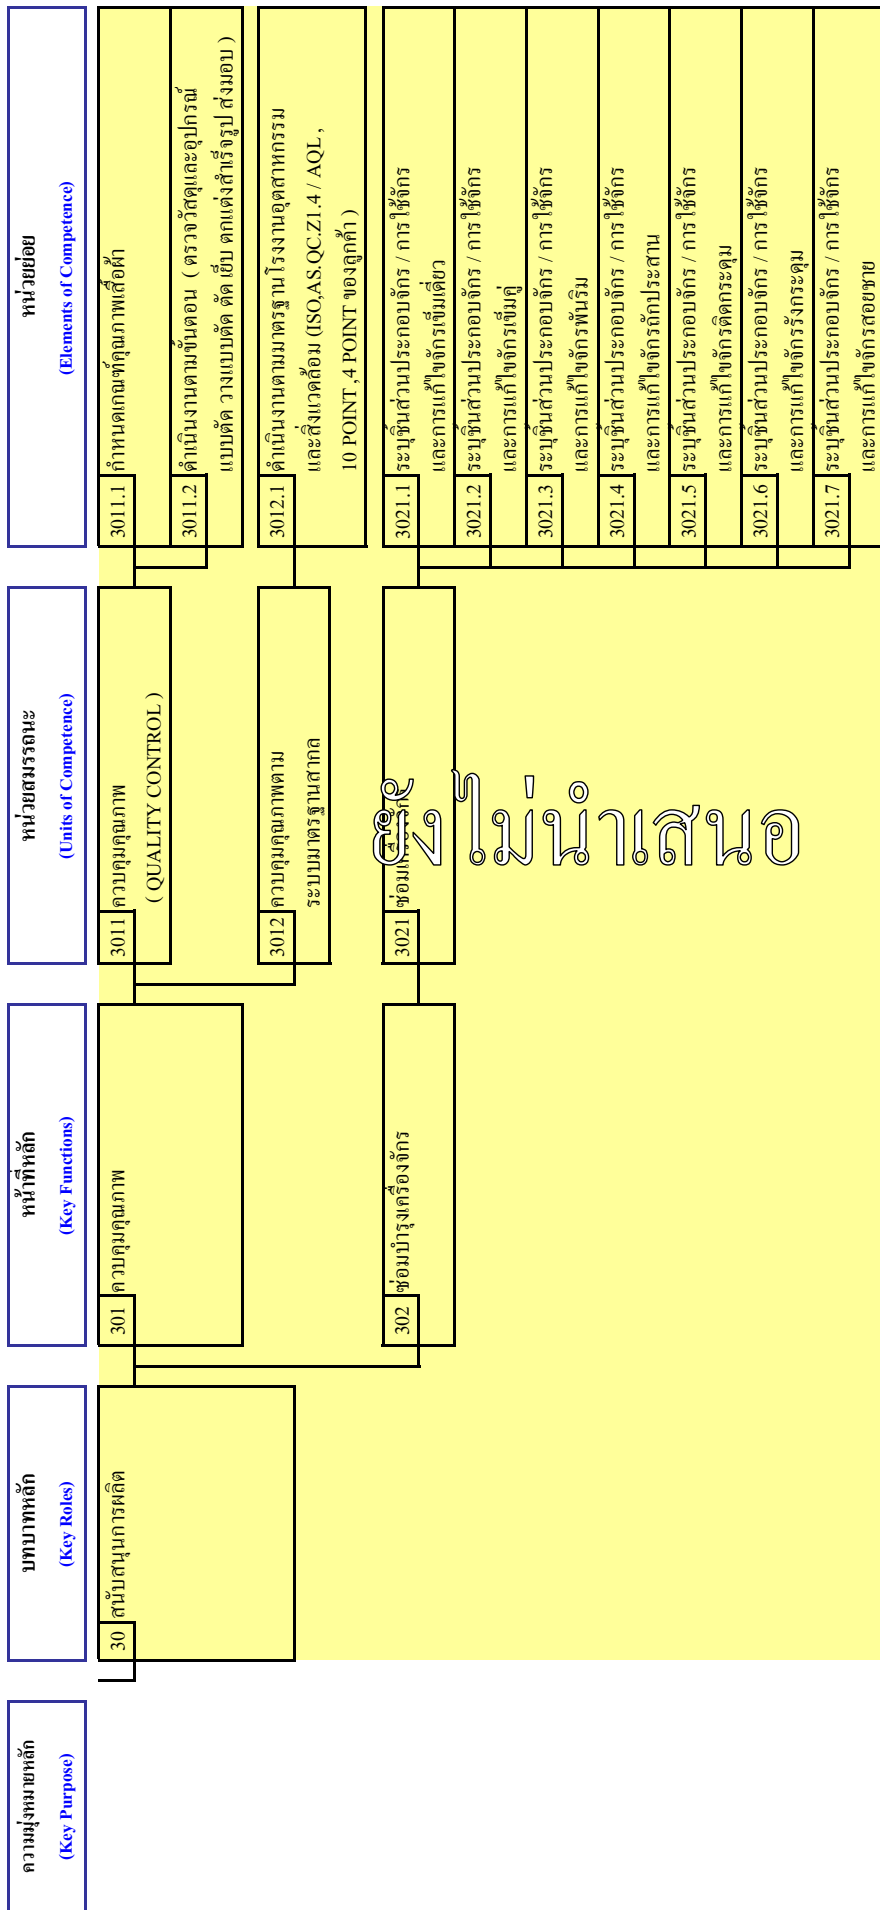 ความมุ่งหมายหลัก
(Key Purpose)
บทบาทหลัก
(Key Roles)
หน้าที่หลัก
(Key Functions)
หน่วยสมรรถนะ
(Units of Competence)
หน่วยย่อย
(Elements of Competence)
30 สนับสนุนการผลิต
301 ควบคุมคุณภาพ
3011 ควบคุมคุณภาพ
( QUALITY CONTROL )
3011.1 กำหนดเกณฑ์คุณภาพเสื้อผ้า
3011.2 ดำเนินงานตามขั้นตอน ( ตรวจวัสดุและอุปกรณ์
แบบตัด วางแบบตัด ตัด เย็บ ตกแต่งสำเร็จรูป ส่งมอบ )
3012 ควบคุมคุณภาพตาม
ระบบมาตรฐานสากล
3012.1 ดำเนินงานตามมาตรฐานโรงงานอุตสาหกรรม
และสิ่งแวดล้อม (ISO,AS.QC.Z1.4 / AQL ,
10 POINT ,4 POINT ของลูกค้า )
302 ซ่อมบำรุงเครื่องจักร
3021 ซ่อมเครื่องจักร
3021.1 ระบุชิ้นส่วนประกอบจักร / การใช้จักร
และการแก้ไขจักรเข็มเดี่ยว
3021.2 ระบุชิ้นส่วนประกอบจักร / การใช้จักร
และการแก้ไขจักรเข็มคู่
3021.3 ระบุชิ้นส่วนประกอบจักร / การใช้จักร
และการแก้ไขจักรพันริม
3021.4 ระบุชิ้นส่วนประกอบจักร / การใช้จักร
และการแก้ไขจักรถักประสาน
3021.5 ระบุชิ้นส่วนประกอบจักร / การใช้จักร
และการแก้ไขจักรติดกระดุม
3021.6 ระบุชิ้นส่วนประกอบจักร / การใช้จักร
และการแก้ไขจักรรังกระดุม
3021.7 ระบุชิ้นส่วนประกอบจักร / การใช้จักร
และการแก้ไขจักรสอยชาย
ยังไม่นำเสนอ